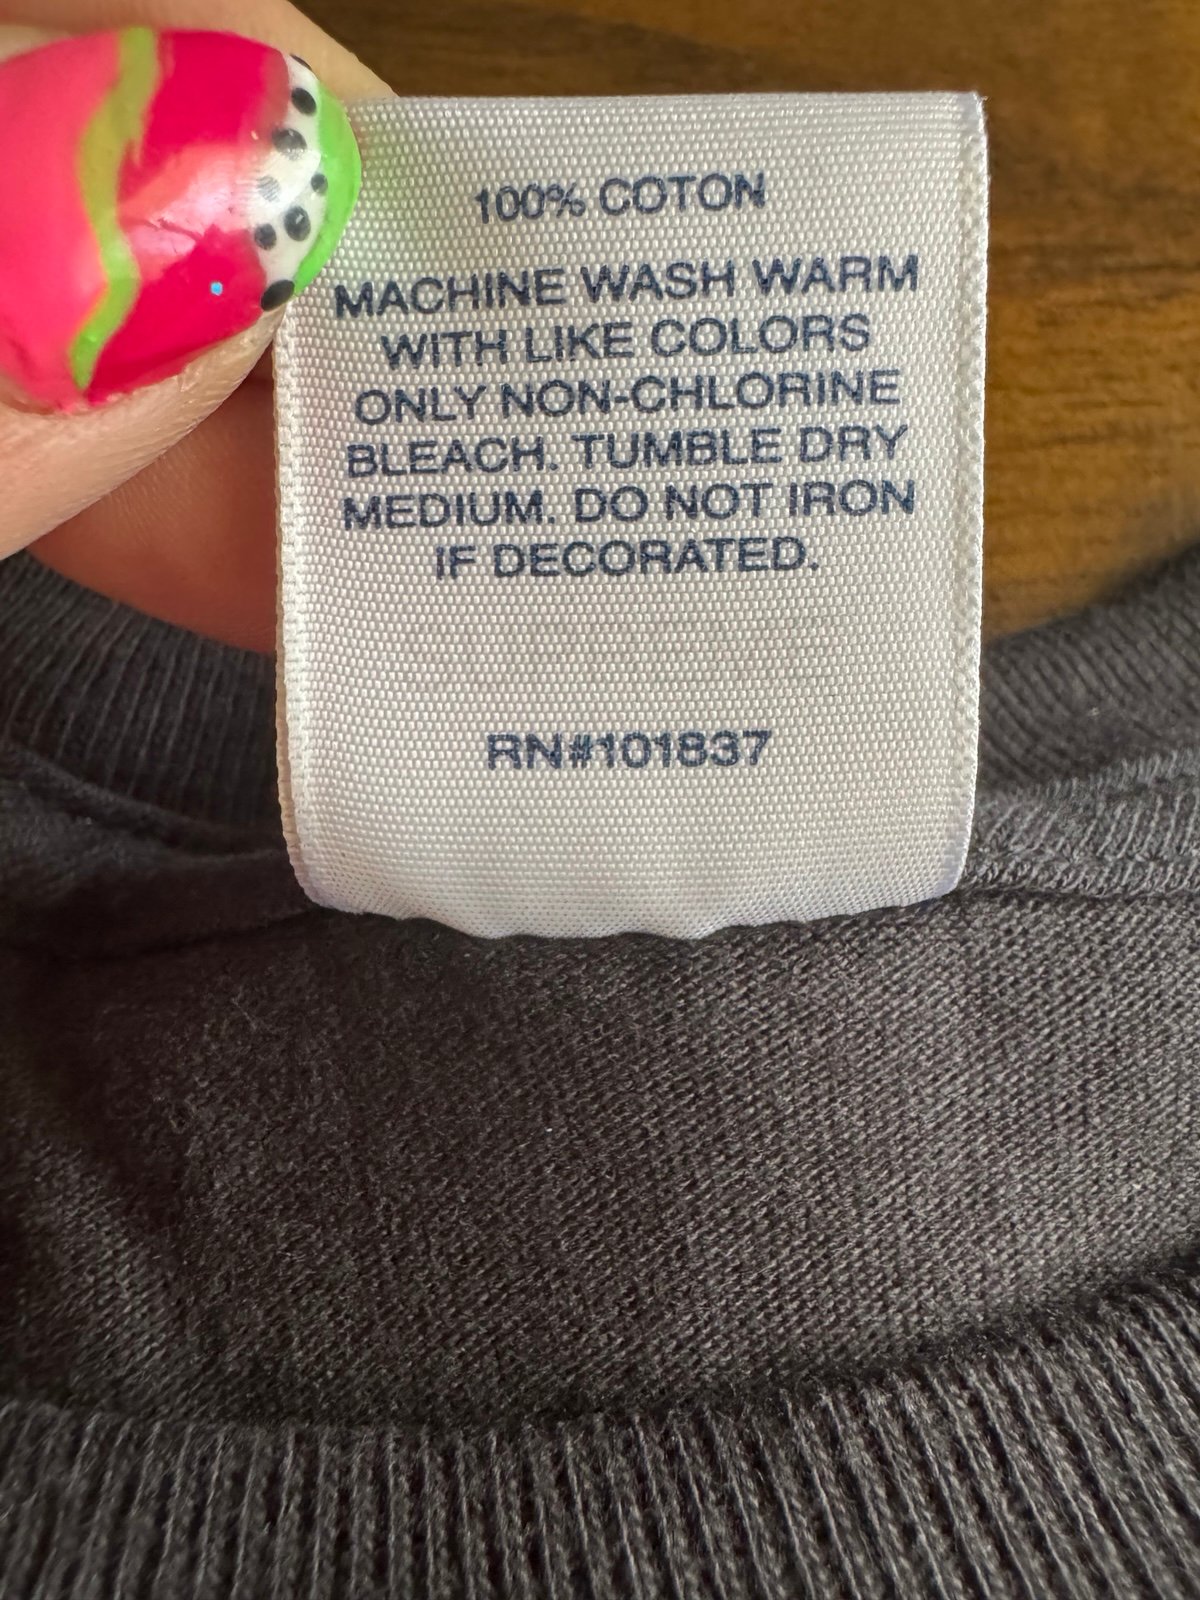 100% COTON
MACHINE WASH WARM
WITH LIKE COLORS
ONLY NON-CHLORINE
BLEACH. TUMBLE DRY
MEDIUM. DO NOT IRON
IF DECORATED.
RN#101837